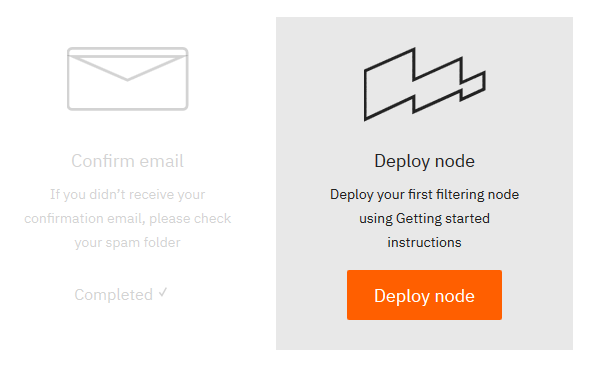 Confirm email
If you didn’t receive your
confirmation email, please check
your spam folder
Completed ✓
Deploy node
Deploy your first filtering node
using Getting started
instructions
Deploy node